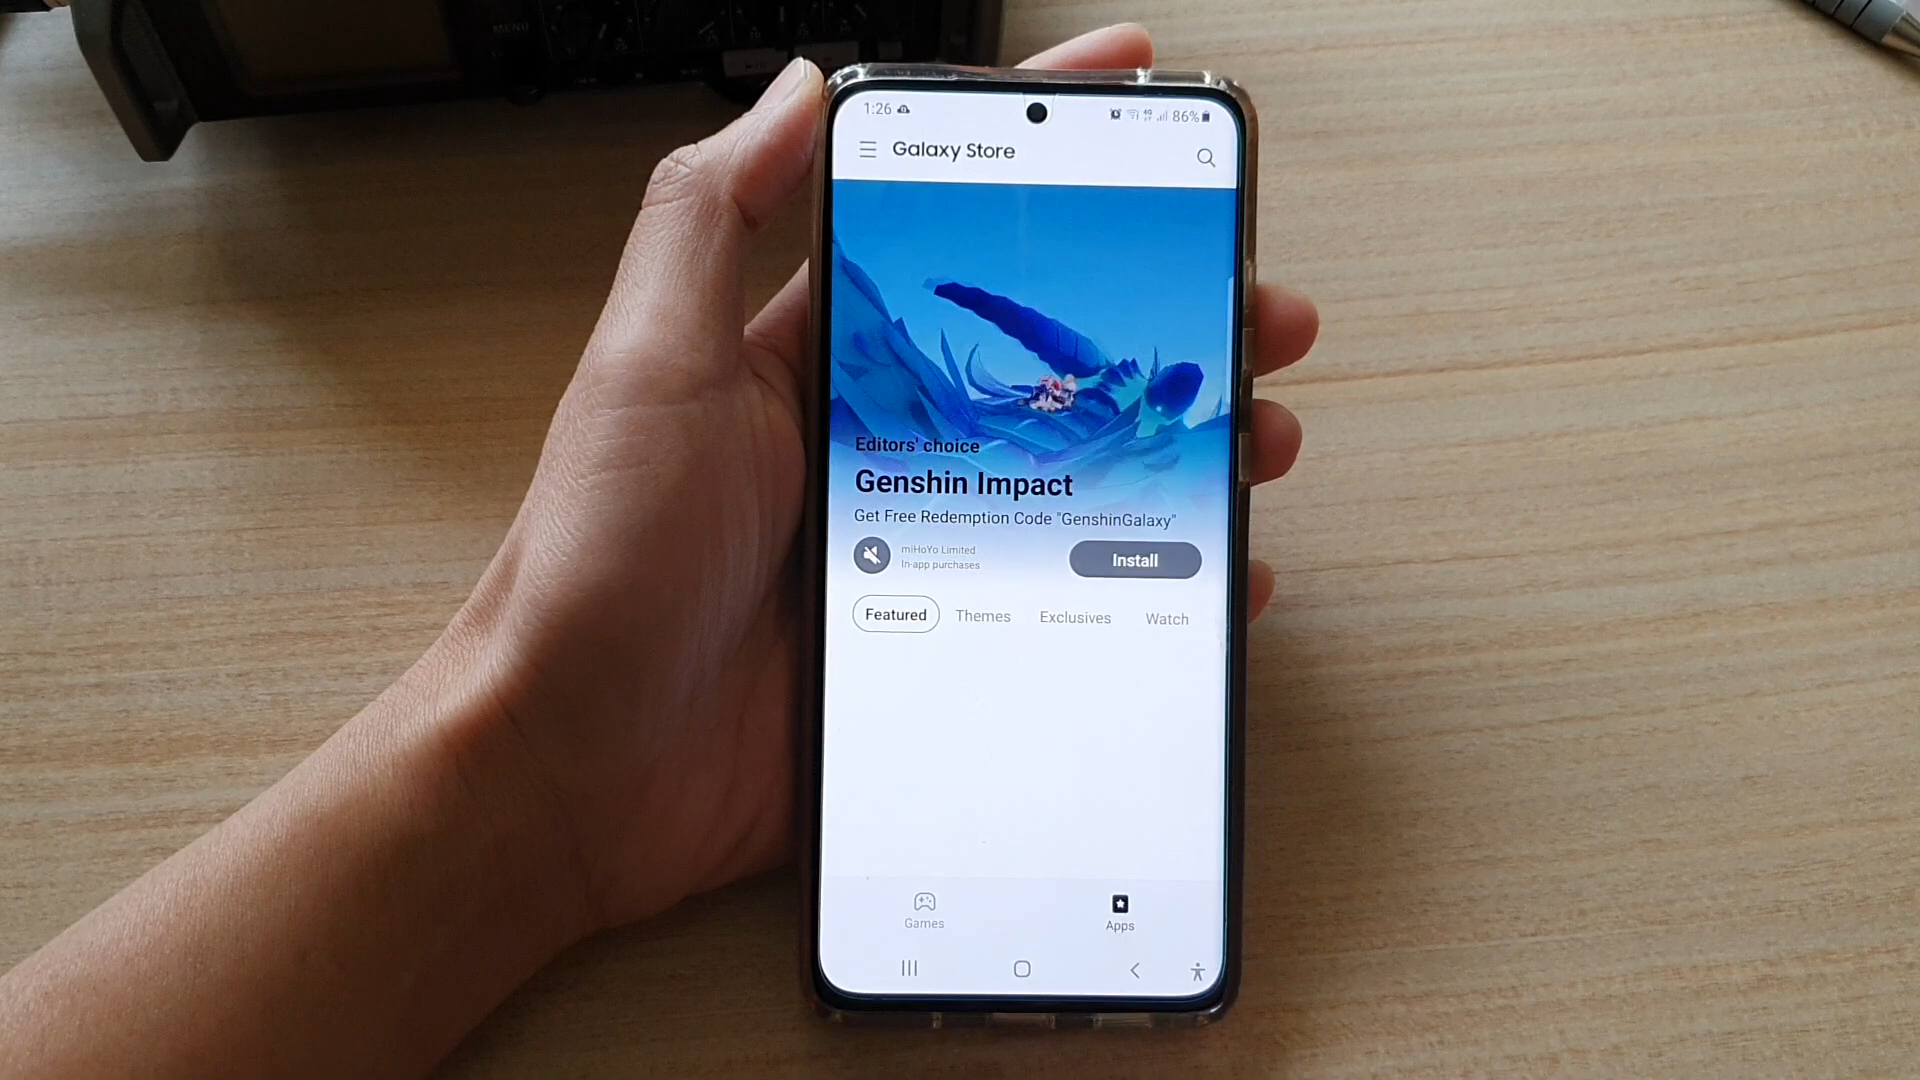 MENU
1:26
86%
Galaxy Store
Editors' choice
Genshin Impact
Get Free Redemption Code "GenshinGalaxy"
miHoYo Limited
In-app purchases
Install
Featured Themes Exclusives Watch
Games Apps